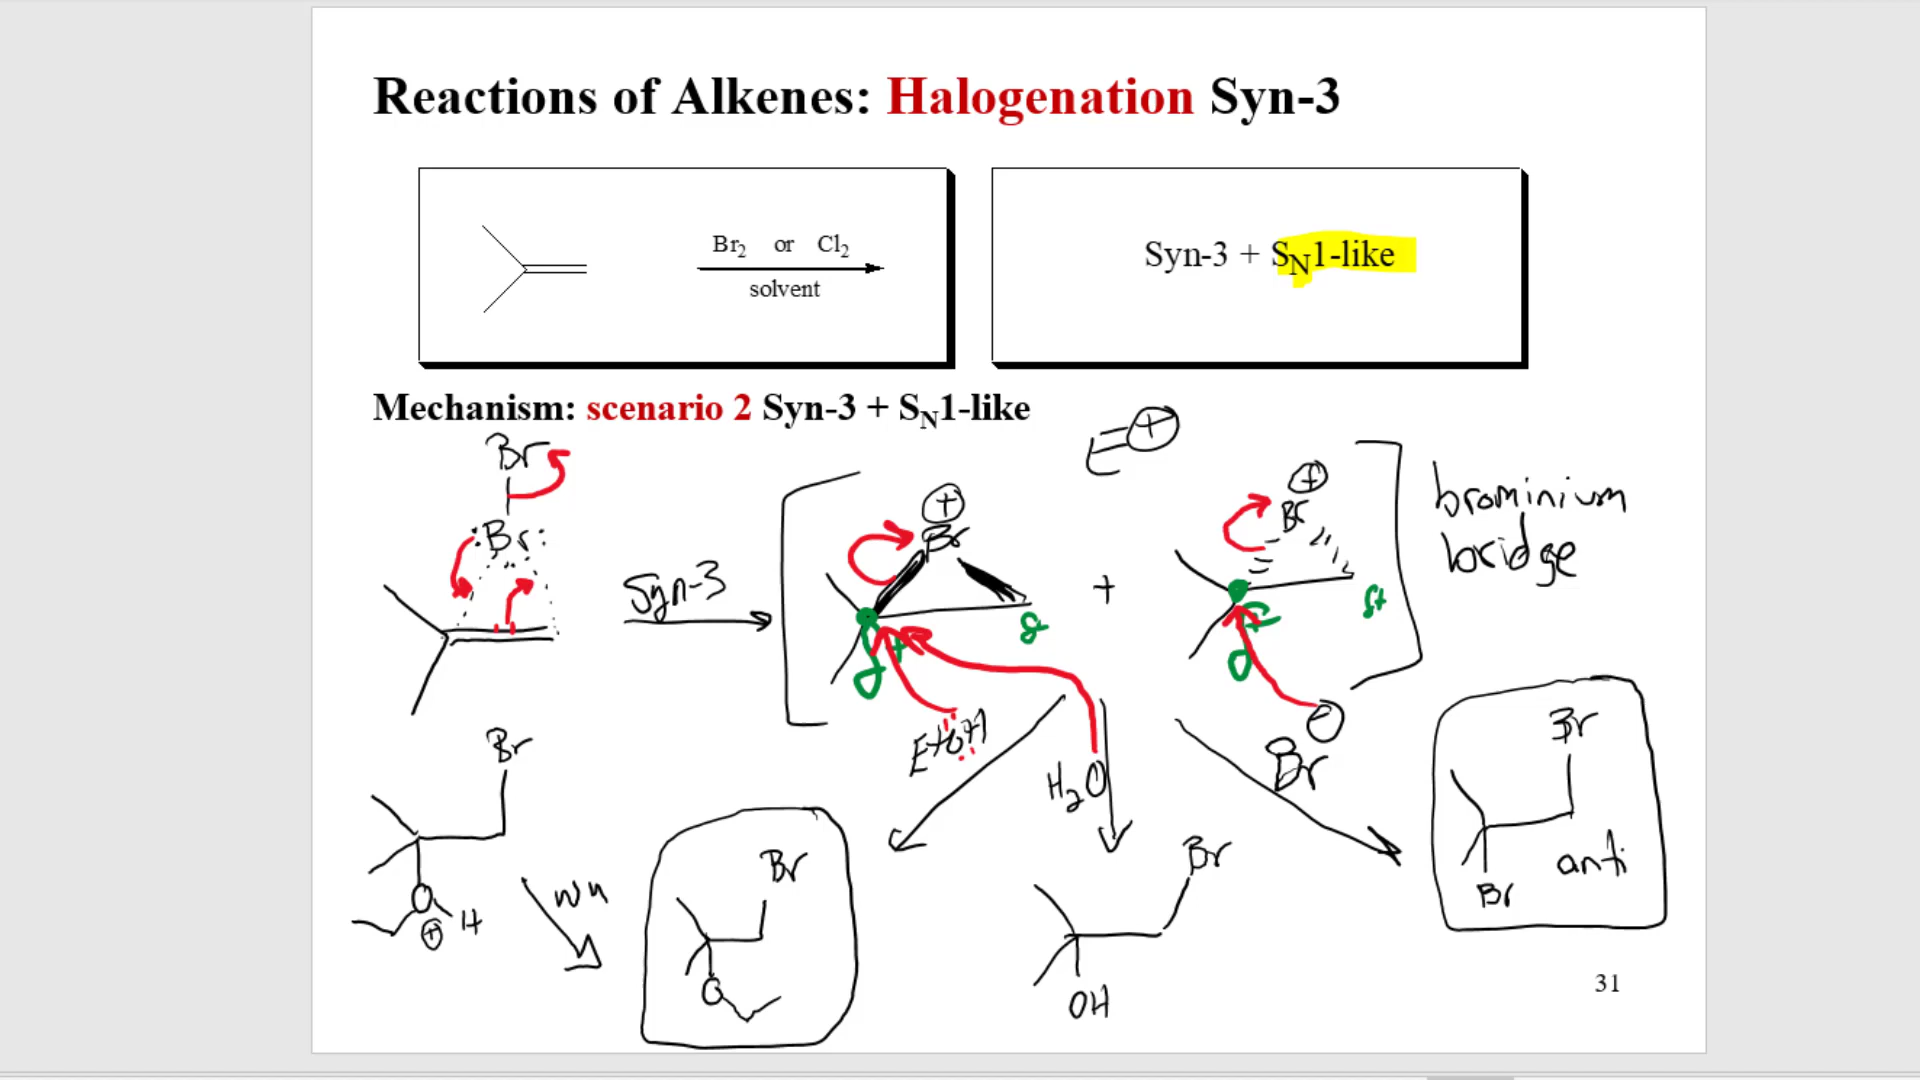 Reactions of Alkenes: Halogenation Syn-3
Br2 or Cl2
solvent
Syn-3 + SN1-like
Mechanism: scenario 2 Syn-3 + SN1-like
Br
:Br:
Syn-3
⊕
Br
+
E⊕
⊕
Br
brominium
bridge
δ+
δ+
EtOH
H2O
⊖
Br
Br
O
H
⊕
Br
O
Br
OH
Br
Br
anti
31